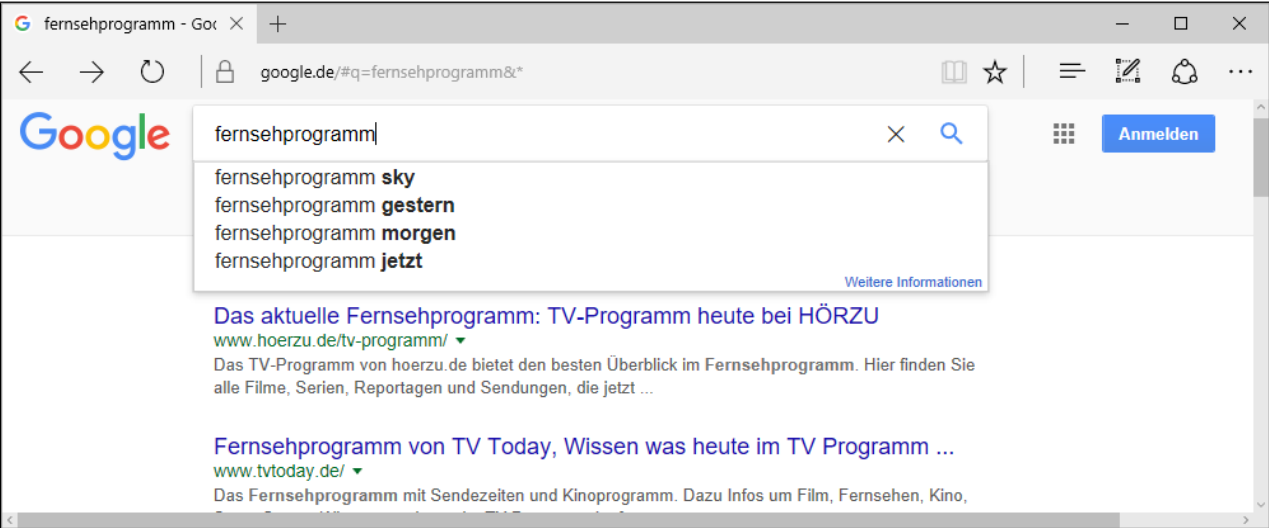 fernsehprogramm - Goo
google.de/#q=fernsehprogramm&*
Google
fernsehprogramm
Anmelden
fernsehprogramm sky
fernsehprogramm gestern
fernsehprogramm morgen
fernsehprogramm jetzt
Weitere Informationen
Das aktuelle Fernsehprogramm: TV-Programm heute bei HÖRZU
www.hoerzu.de/tv-programm/
Das TV-Programm von hoerzu.de bietet den besten Überblick im Fernsehprogramm. Hier finden Sie
alle Filme, Serien, Reportagen und Sendungen, die jetzt ...
Fernsehprogramm von TV Today, Wissen was heute im TV Programm ...
www.tvtoday.de/
Das Fernsehprogramm mit Sendezeiten und Kinoprogramm. Dazu Infos um Film, Fernsehen, Kino,